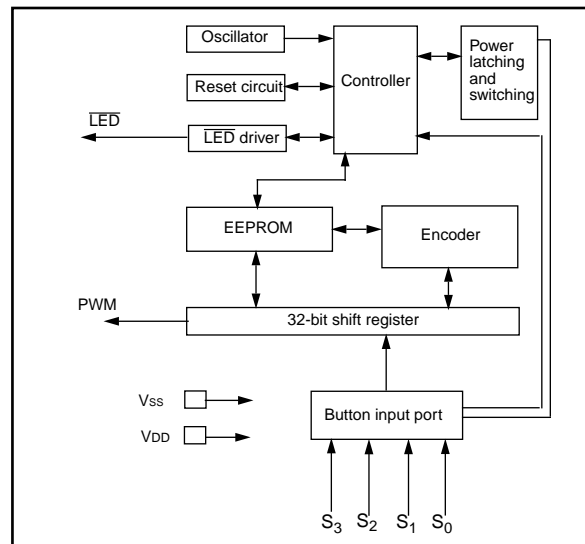 Oscillator
Controller
Power
latching
and
switching
Reset circuit
LED
LED driver
EEPROM
Encoder
PWM
32-bit shift register
VSS
VDD
Button input port
S3 S2 S1 S0